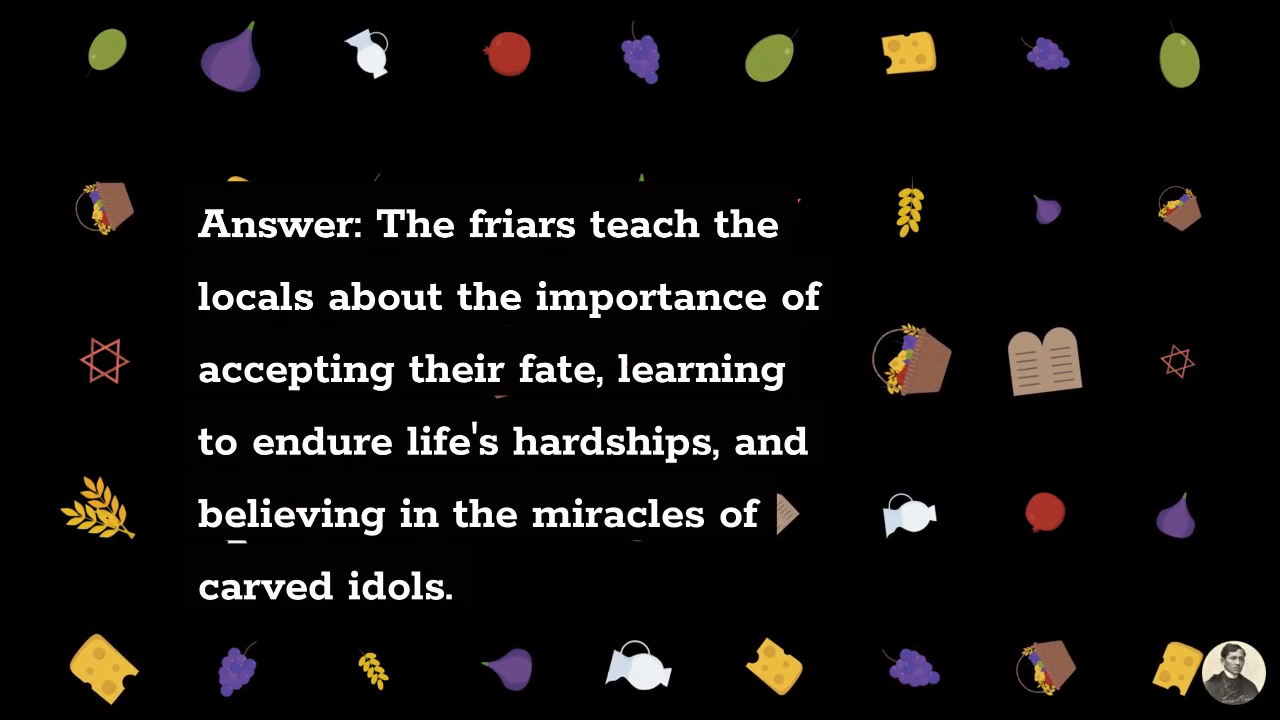 Answer: The friars teach the
locals about the importance of
accepting their fate, learning
to endure life's hardships, and
believing in the miracles of
carved idols.